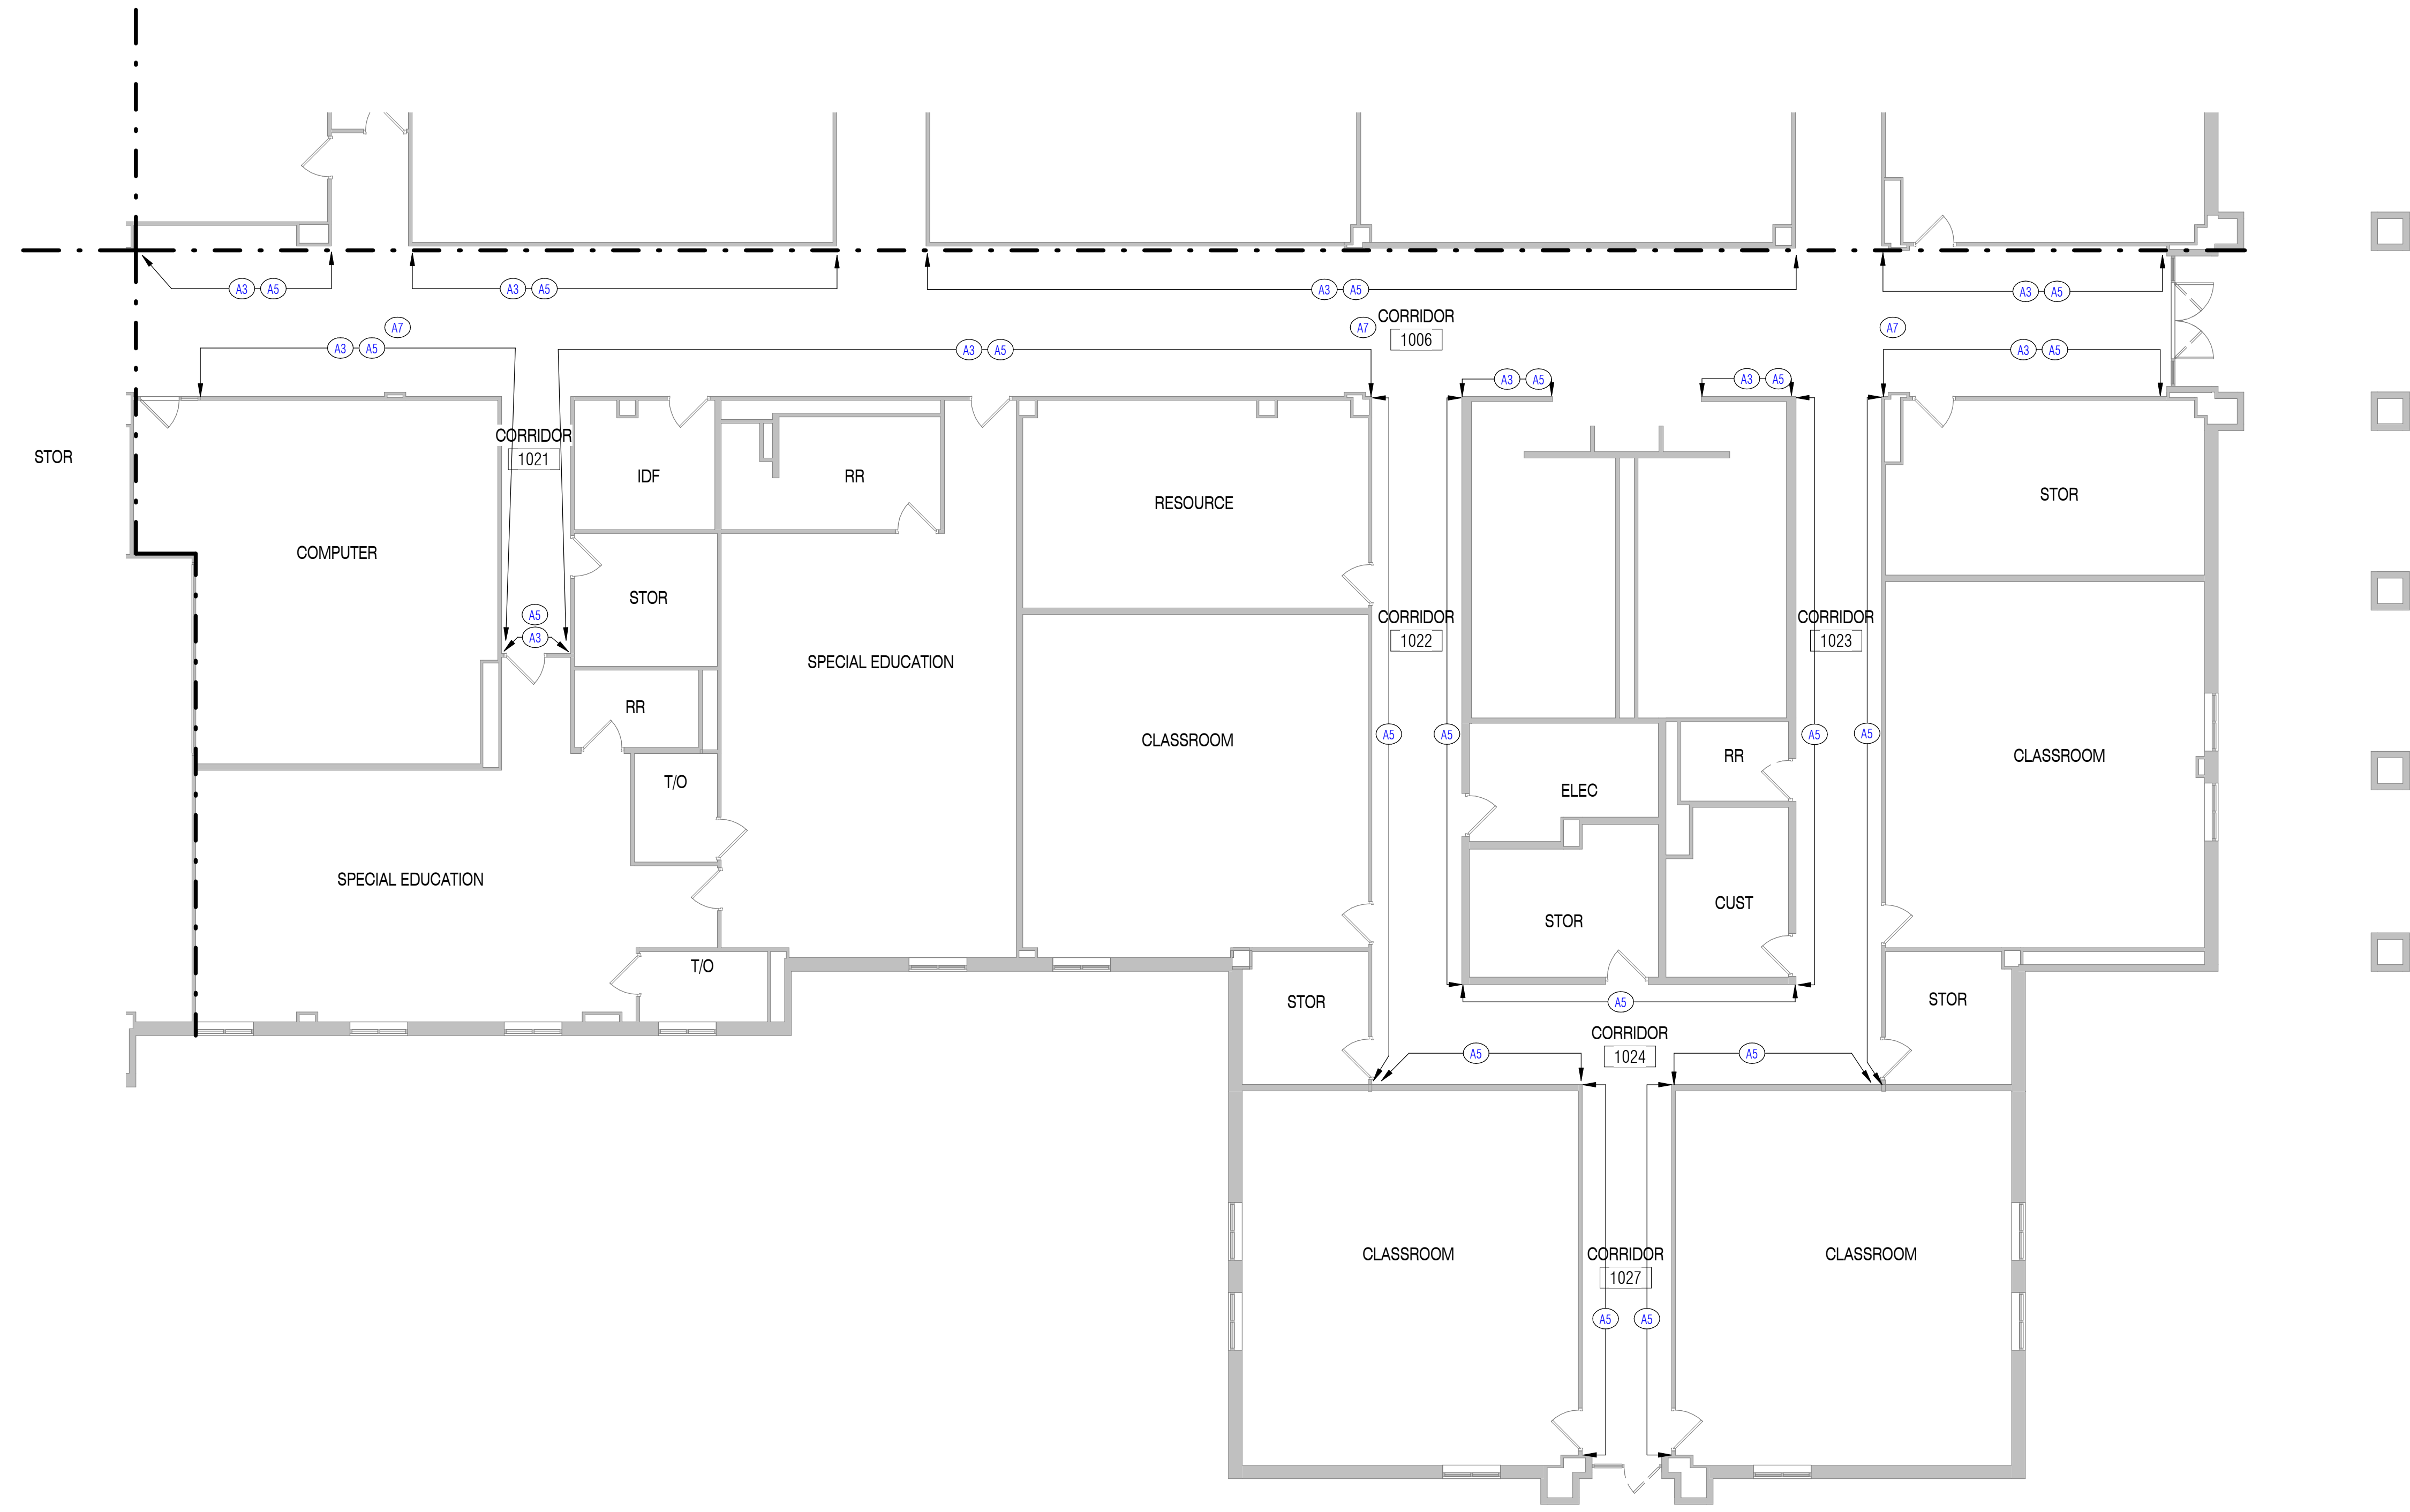 A3 A5
A3 A5
A3 A5
A3 A5
A7
A7
CORRIDOR
1006
A7
A3 A5
A3 A5
A3 A5
A3 A5
A3 A5
CORRIDOR
1021
STOR
IDF
RR
RESOURCE
STOR
COMPUTER
STOR
A5
A3
CORRIDOR
1022
CORRIDOR
1023
SPECIAL EDUCATION
RR
A5
A5
A5
A5
CLASSROOM
RR
CLASSROOM
T/O
ELEC
SPECIAL EDUCATION
CUST
STOR
T/O
STOR
A5
STOR
CORRIDOR
1024
A5
A5
CLASSROOM
CORRIDOR
1027
CLASSROOM
A5
A5